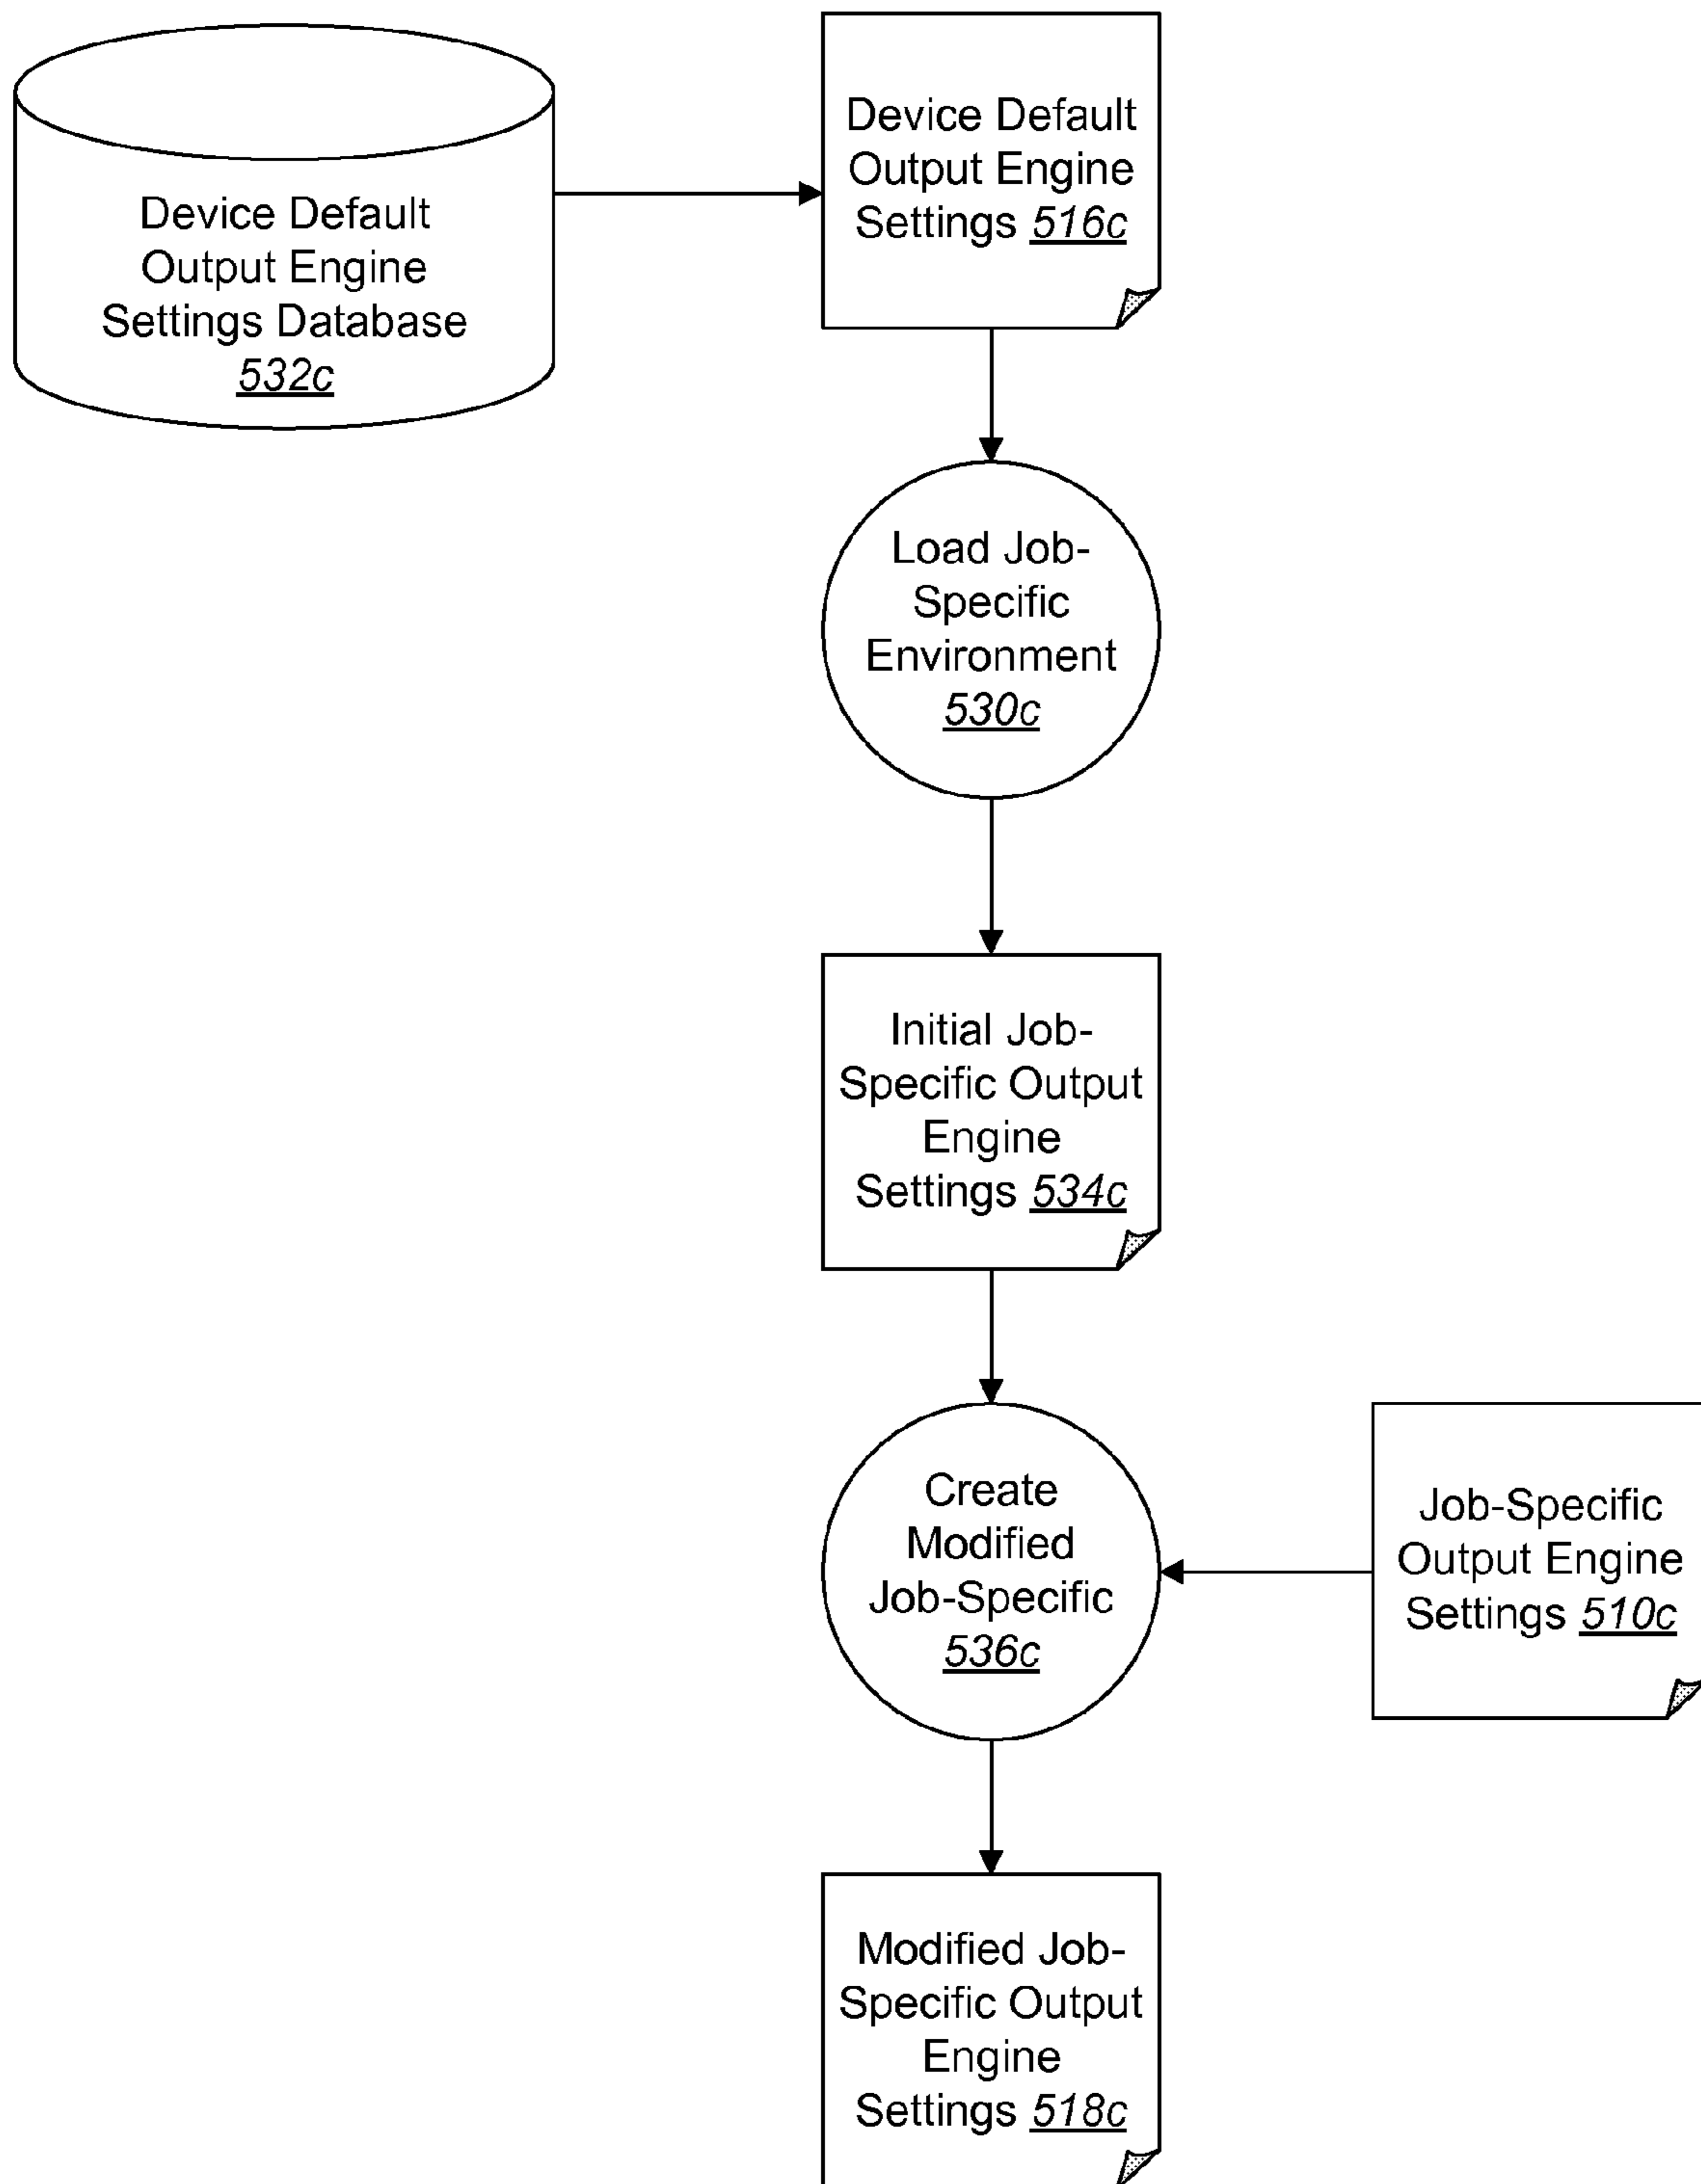 Device Default
Output Engine
Settings Database
532c
Device Default
Output Engine
Settings 516c
Load Job-
Specific
Environment
530c
Initial Job-
Specific Output
Engine
Settings 534c
Create
Modified
Job-Specific
536c
Job-Specific
Output Engine
Settings 510c
Modified Job-
Specific Output
Engine
Settings 518c